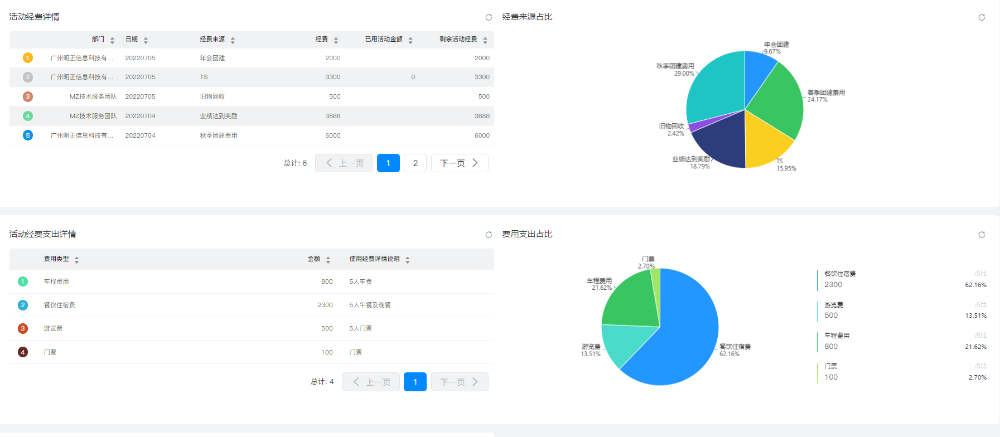 活动经费详情
部门 日期 经费来源 经费 已用活动金额 剩余活动经费
1 广州明正信息科技有... 20220705 年会团建 2000 2000
2 广州明正信息科技有... 20220705 TS 3300 0 3300
3 MZ技术服务团队 20220705 旧物回收 500 500
4 MZ技术服务团队 20220704 业绩达到奖励 3888 3888
5 广州明正信息科技有... 20220704 秋季团建费用 6000 6000
总计: 6 上一页 1 2 下一页
经费来源占比
年会团建
9.67%
秋季团建费用
29.00%
春季团建费用
24.17%
旧物回收
2.42%
业绩达到奖励
18.79%
TS
15.95%
活动经费支出详情
费用类型 金额 使用经费详情说明
1 车程费用 800 5人车费
2 餐饮住宿费 2300 5人午餐及晚餐
3 游览费 500 5人门票
4 门票 100 门票
总计: 4 上一页 1 下一页
费用支出占比
门票
2.70%
车程费用
21.62%
游览费
13.51%
餐饮住宿费
62.16%
餐饮住宿费 占比
2300 62.16%
游览费 占比
500 13.51%
车程费用 占比
800 21.62%
门票 占比
100 2.70%